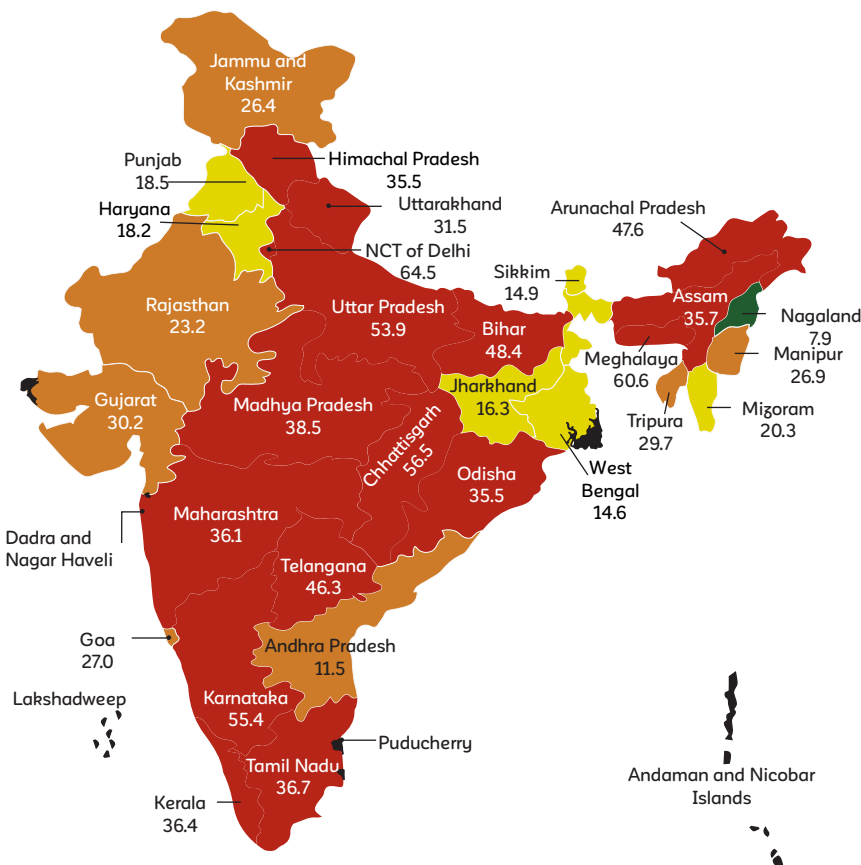 Jammu and
Kashmir
26.4
Punjab
18.5
Himachal Pradesh
35.5
Haryana
18.2
Uttarakhand
31.5
NCT of Delhi
64.5
Arunachal Pradesh
47.6
Sikkim
14.9
Assam
35.7
Nagaland
7.9
Rajasthan
23.2
Uttar Pradesh
53.9
Bihar
48.4
Meghalaya
60.6
Manipur
26.9
Gujarat
30.2
Madhya Pradesh
38.5
Jharkhand
16.3
Tripura
29.7
Mizoram
20.3
Chhattisgarh
56.5
Odisha
35.5
West
Bengal
14.6
Dadra and
Nagar Haveli
Maharashtra
36.1
Telangana
46.3
Goa
27.0
Andhra Pradesh
11.5
Lakshadweep
Karnataka
55.4
Puducherry
Tamil Nadu
36.7
Kerala
36.4
Andaman and Nicobar
Islands